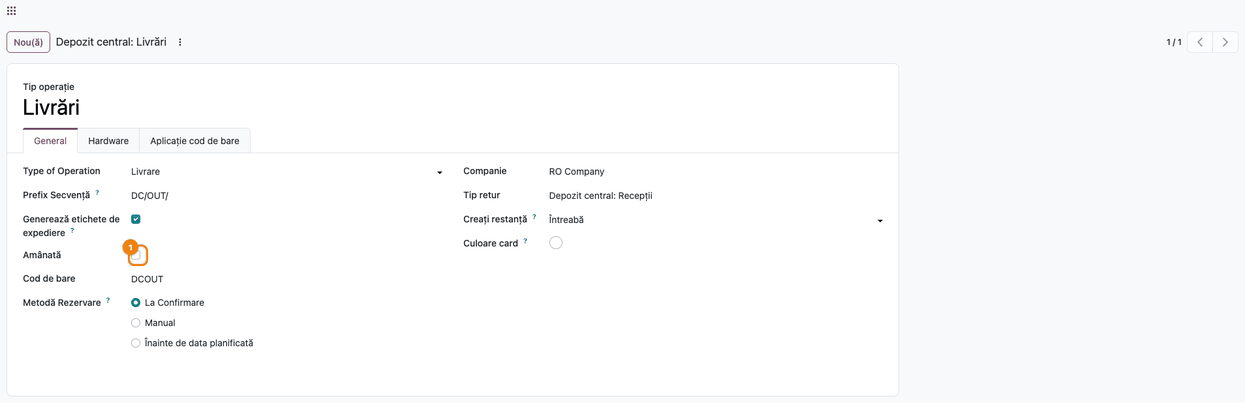 Nou(ă) Depozit central: Livrări 1 / 1
Tip operație
Livrări
General Hardware Aplicație cod de bare
Type of Operation Livrare
Companie RO Company
Prefix Secvență ? DC/OUT/
Tip retur Depozit central: Recepții
Generează etichete de
expediere ?
Creați restanță ? Întreabă
Culoare card ?
1
Amânată
Cod de bare DCOUT
Metodă Rezervare ? La Confirmare
Manual
Înainte de data planificată